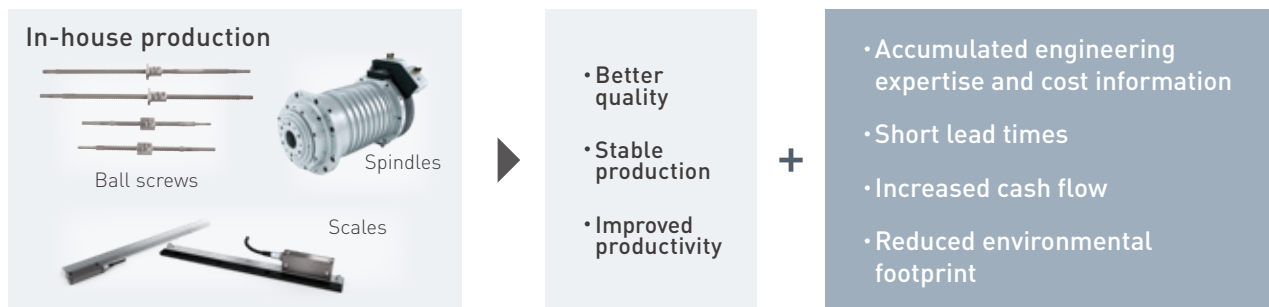 In-house production
Ball screws
Spindles
Scales
・Better
quality
・Stable
production
・Improved
productivity
+
・Accumulated engineering
expertise and cost information
・Short lead times
・Increased cash flow
・Reduced environmental
footprint